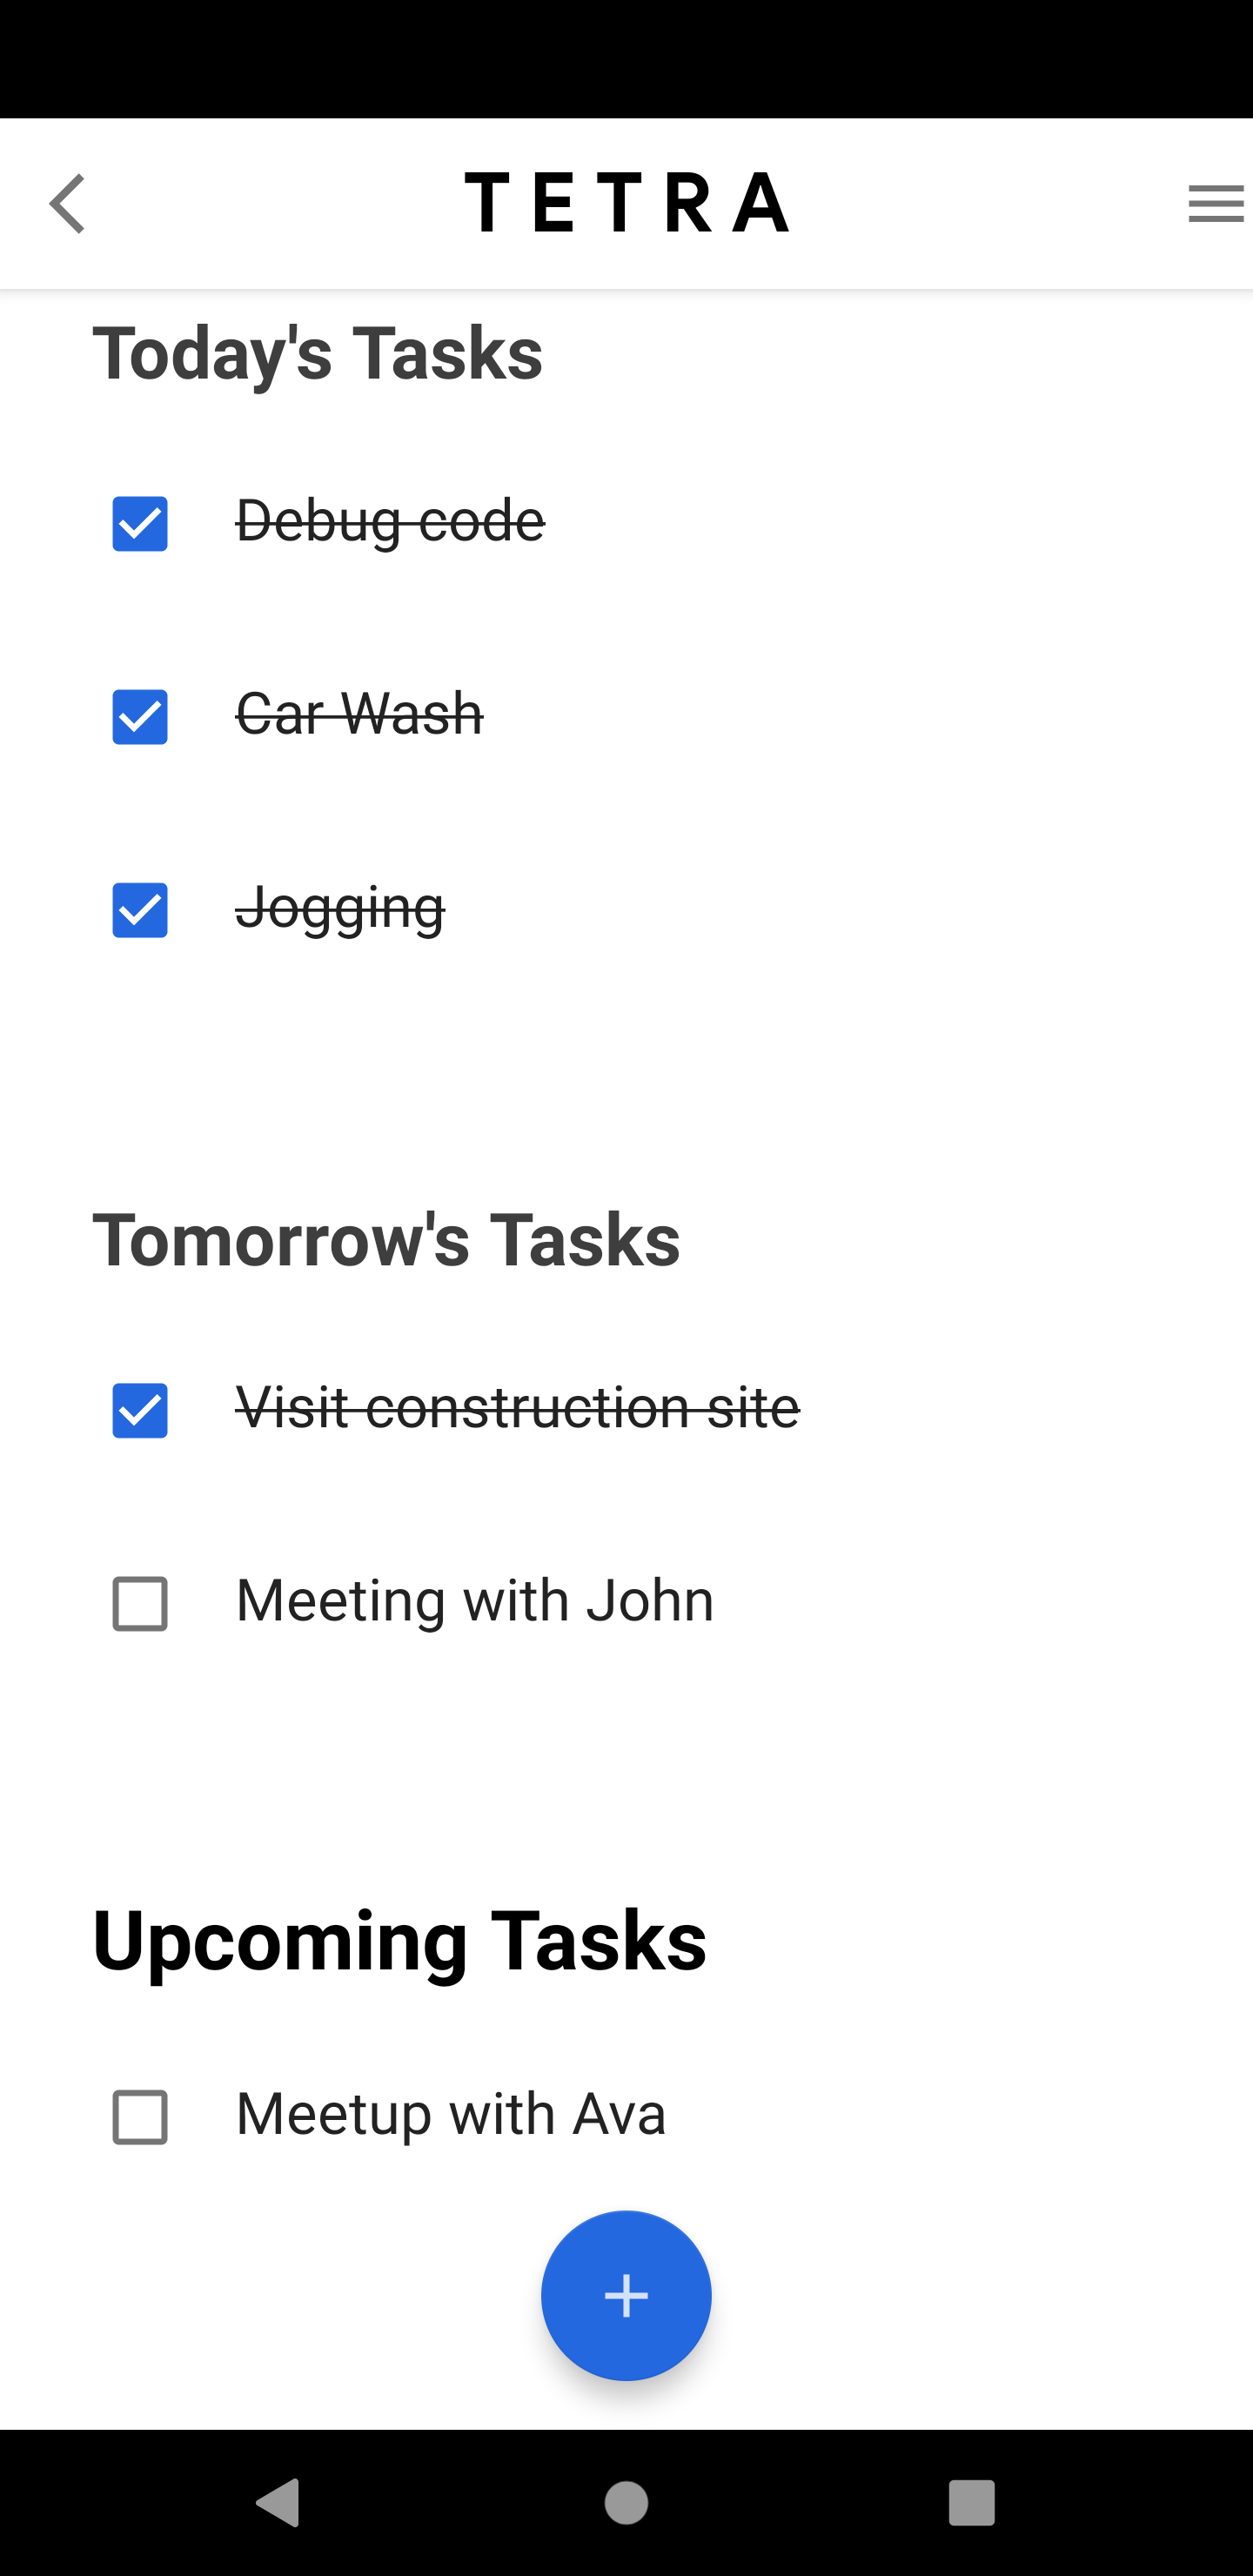 TETRA
Today's Tasks
Debug code
Car Wash
Jogging
Tomorrow's Tasks
Visit construction site
Meeting with John
Upcoming Tasks
Meetup with Ava